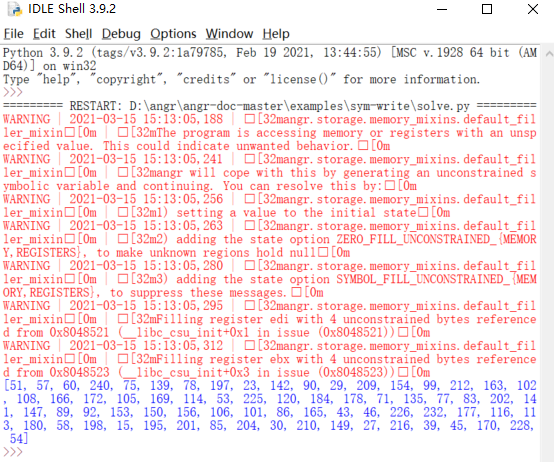 IDLE Shell 3.9.2
File Edit Shell Debug Options Window Help
Python 3.9.2 (tags/v3.9.2:1a79785, Feb 19 2021, 13:44:55) [MSC v.1928 64 bit (AM
D64)] on win32
Type "help", "copyright", "credits" or "license()" for more information.
>>>
========= RESTART: D:\angr\angr-doc-master\examples\sym-write\solve.py =========
WARNING | 2021-03-15 15:13:05,188 | □[32mangr.storage.memory_mixins.default_fil
ler_mixin□[0m | □[32mThe program is accessing memory or registers with an unsp
ecified value. This could indicate unwanted behavior.□[0m
WARNING | 2021-03-15 15:13:05,241 | □[32mangr.storage.memory_mixins.default_fil
ler_mixin□[0m | □[32mangr will cope with this by generating an unconstrained s
ymbolic variable and continuing. You can resolve this by:□[0m
WARNING | 2021-03-15 15:13:05,256 | □[32mangr.storage.memory_mixins.default_fil
ler_mixin□[0m | □[32m1) setting a value to the initial state□[0m
WARNING | 2021-03-15 15:13:05,263 | □[32mangr.storage.memory_mixins.default_fil
ler_mixin□[0m | □[32m2) adding the state option ZERO_FILL_UNCONSTRAINED_{MEMOR
Y,REGISTERS}, to make unknown regions hold null□[0m
WARNING | 2021-03-15 15:13:05,280 | □[32mangr.storage.memory_mixins.default_fil
ler_mixin□[0m | □[32m3) adding the state option SYMBOL_FILL_UNCONSTRAINED_{MEM
ORY,REGISTERS}, to suppress these messages.□[0m
WARNING | 2021-03-15 15:13:05,295 | □[32mangr.storage.memory_mixins.default_fil
ler_mixin□[0m | □[32mFilling register edi with 4 unconstrained bytes reference
d from 0x8048521 (__libc_csu_init+0x1 in issue (0x8048521))□[0m
WARNING | 2021-03-15 15:13:05,312 | □[32mangr.storage.memory_mixins.default_fil
ler_mixin□[0m | □[32mFilling register ebx with 4 unconstrained bytes reference
d from 0x8048523 (__libc_csu_init+0x3 in issue (0x8048523))□[0m
[51, 57, 60, 240, 75, 139, 78, 197, 23, 142, 90, 29, 209, 154, 99, 212, 163, 102
, 108, 166, 172, 105, 169, 114, 53, 225, 120, 184, 178, 71, 135, 77, 83, 202, 14
1, 147, 89, 92, 153, 150, 156, 106, 101, 86, 165, 43, 46, 226, 232, 177, 116, 11
3, 180, 58, 198, 15, 195, 201, 85, 204, 30, 210, 149, 27, 216, 39, 45, 170, 228,
54]
>>>